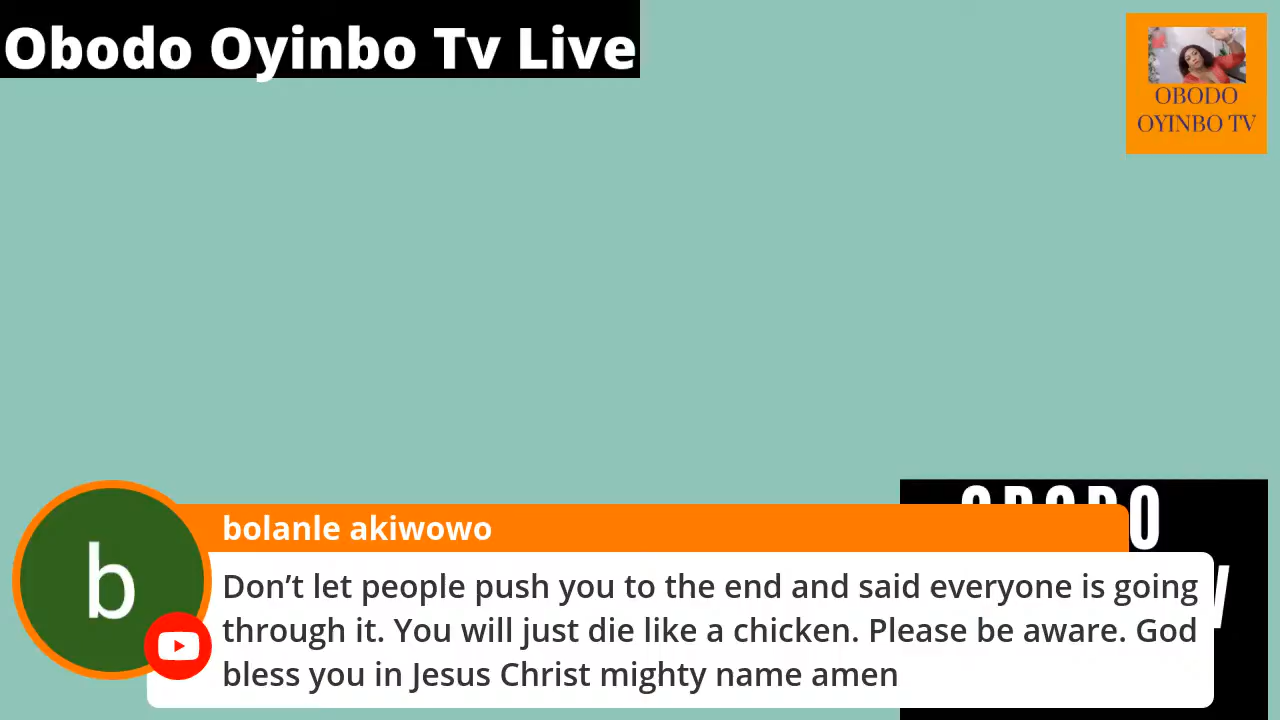 Obodo Oyinbo Tv Live
OBODO
OYINBO TV
OBODO
bolanle akiwowo
Don’t let people push you to the end and said everyone is going
through it. You will just die like a chicken. Please be aware. God
bless you in Jesus Christ mighty name amen